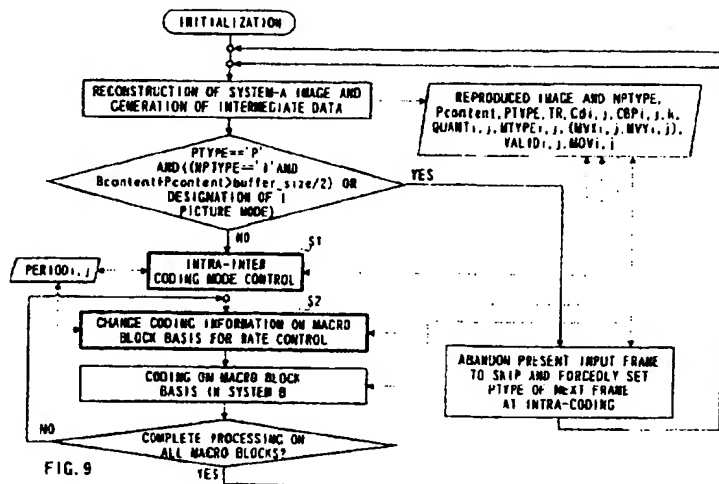 INITIALIZATION
RECONSTRUCTION OF SYSTEM-A IMAGE AND
GENERATION OF INTERMEDIATE DATA
REPRODUCED IMAGE AND NPTYPE,
Pcontent, PTYPE, TR, Cdi, j, CBPi, j, k,
QUANTi, j, MTYPEi, j, (MVXi, j, MVYi, j),
VALIDi, j, MOVi, j
PTYPE=='P'
AND((NPTYPE=='I'AND
Bcontent+Pcontent>buffer_size/2) OR
DESIGNATION OF I
PICTURE MODE)
YES
NO
S1
PERIODi, j
INTRA-INTER
CODING MODE CONTROL
S2
CHANGE CODING INFORMATION ON MACRO
BLOCK BASIS FOR RATE CONTROL
CODING ON MACRO BLOCK
BASIS IN SYSTEM B
ABANDON PRESENT INPUT FRAME
TO SKIP AND FORCEDLY SET
PTYPE OF NEXT FRAME
AT INTRA-CODING
NO
COMPLETE PROCESSING ON
ALL MACRO BLOCKS?
YES
FIG. 9